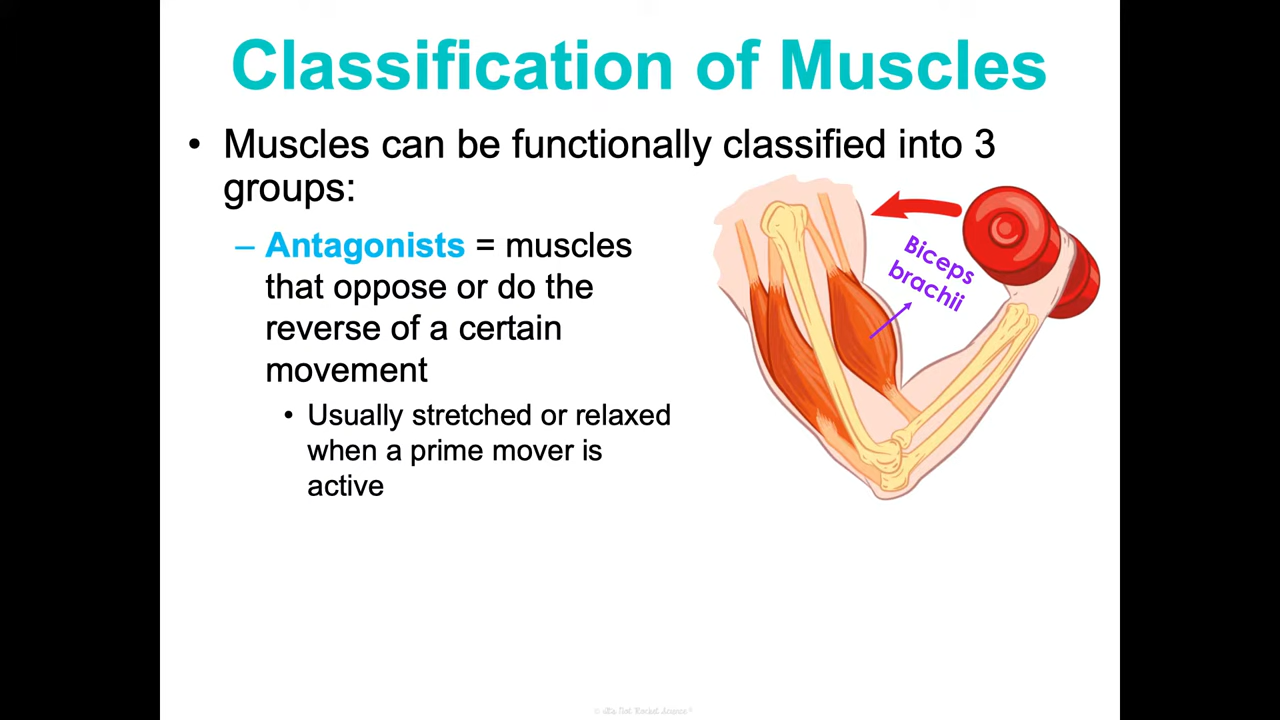 Classification of Muscles
• Muscles can be functionally classified into 3
groups:
– Antagonists = muscles
that oppose or do the
reverse of a certain
movement
• Usually stretched or relaxed
when a prime mover is
active
Biceps
brachii